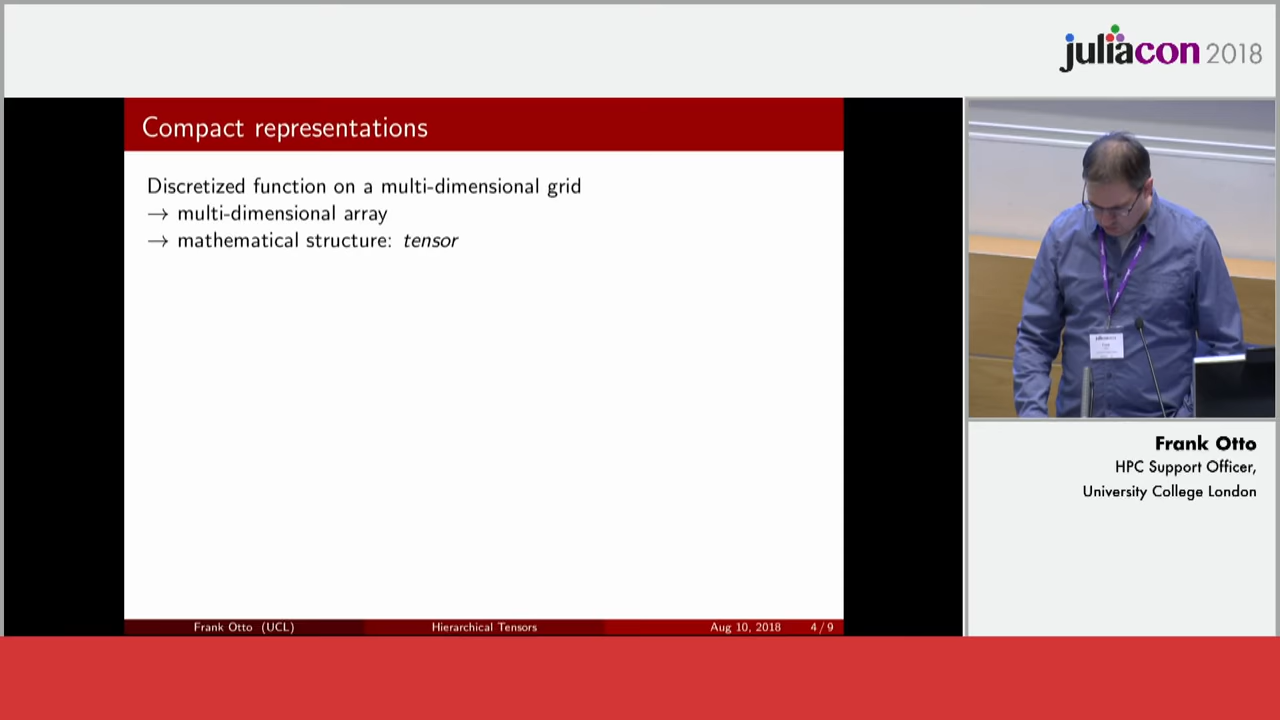 juliacon 2018
Compact representations
Discretized function on a multi-dimensional grid
→ multi-dimensional array
→ mathematical structure: tensor
Frank Otto (UCL) Hierarchical Tensors Aug 10, 2018 4 / 9
Frank Otto
HPC Support Officer,
University College London